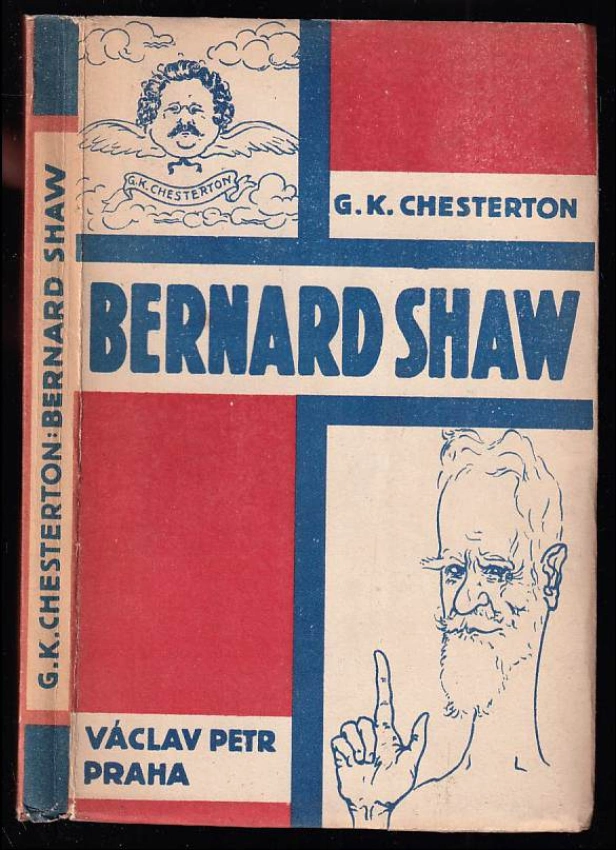 G.K. CHESTERTON: BERNARD SHAW
G.K. CHESTERTON
G. K. CHESTERTON
BERNARD SHAW
VÁCLAV PETR
PRAHA